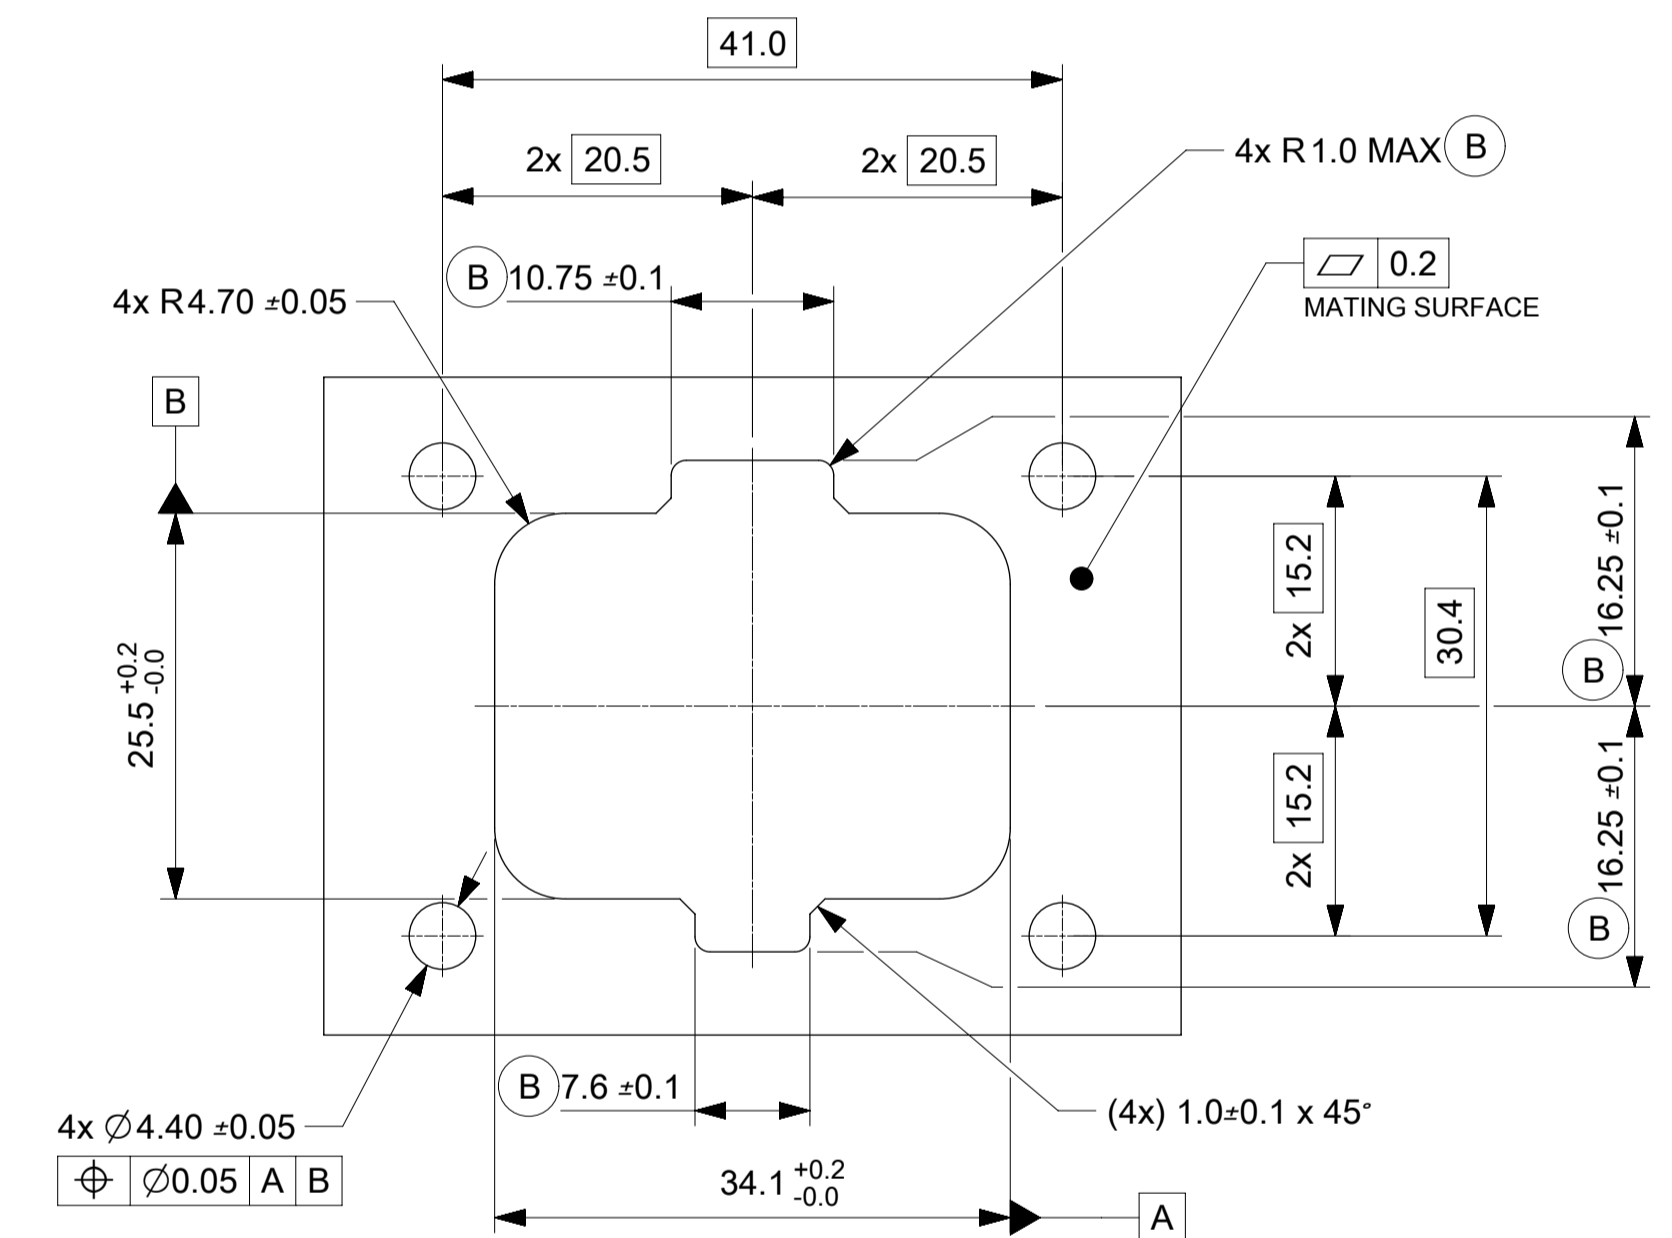 41.0
2x 20.5
2x 20.5
4x R1.0 MAX B
B 10.75 ±0.1
4x R4.70 ±0.05
0.2
MATING SURFACE
B
16.25 ±0.1
B
2x 15.2
30.4
25.5 +0.2 -0.0
2x 15.2
16.25 ±0.1
B
B 7.6 ±0.1
(4x) 1.0±0.1 x 45°
4x ∅4.40 ±0.05
⌖ ∅0.05 A B
34.1 +0.2 -0.0
A